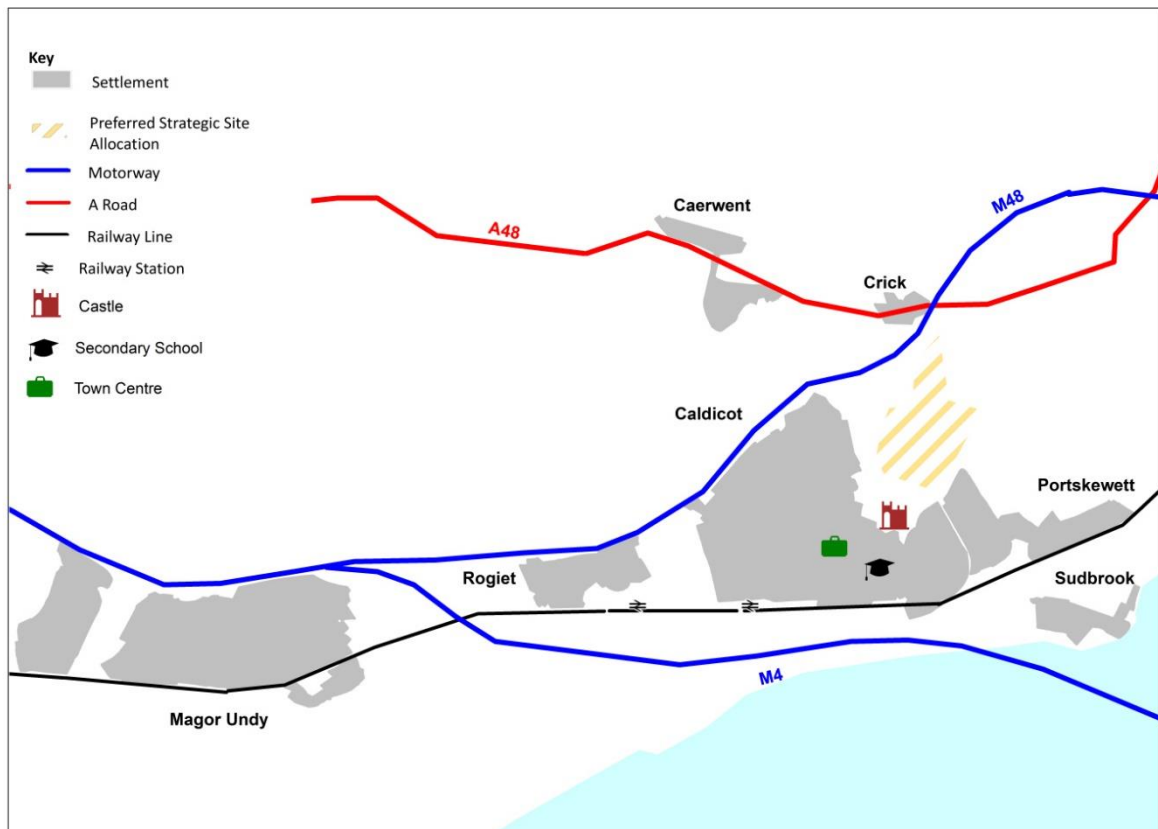 Key
Settlement
Preferred Strategic Site
Allocation
Motorway
A Road
Railway Line
Railway Station
Castle
Secondary School
Town Centre
Caerwent
M48
A48
Crick
Caldicot
Portskewett
Rogiet
Sudbrook
M4
Magor Undy